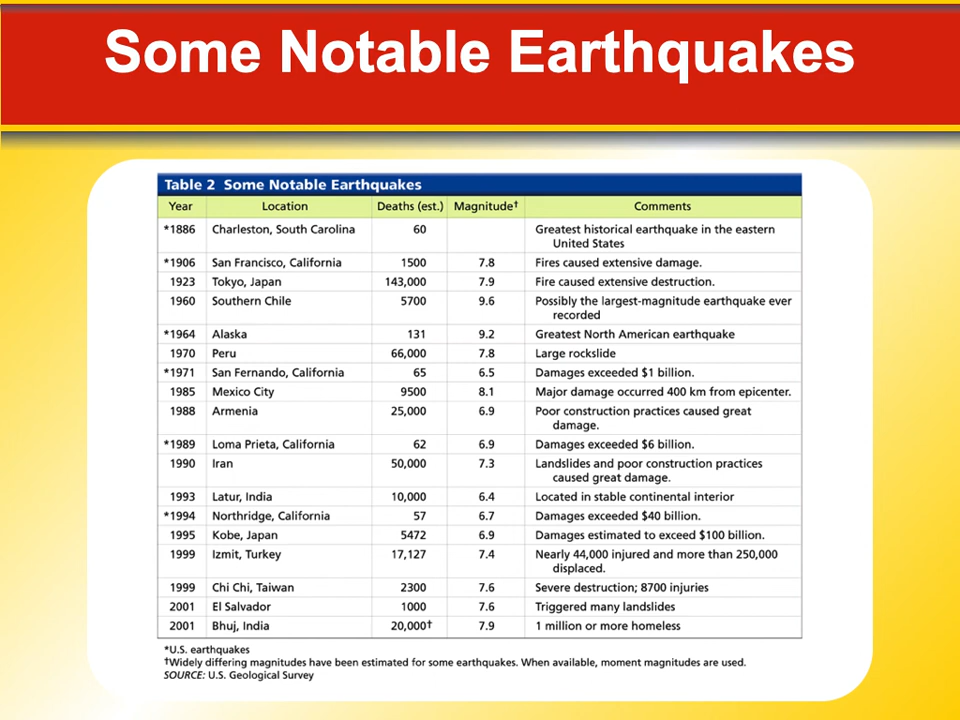 Some Notable Earthquakes
Table 2 Some Notable Earthquakes
Year Location Deaths (est.) Magnitude† Comments
*1886 Charleston, South Carolina 60 Greatest historical earthquake in the eastern
United States
*1906 San Francisco, California 1500 7.8 Fires caused extensive damage.
1923 Tokyo, Japan 143,000 7.9 Fire caused extensive destruction.
1960 Southern Chile 5700 9.6 Possibly the largest-magnitude earthquake ever
recorded
*1964 Alaska 131 9.2 Greatest North American earthquake
1970 Peru 66,000 7.8 Large rockslide
*1971 San Fernando, California 65 6.5 Damages exceeded $1 billion.
1985 Mexico City 9500 8.1 Major damage occurred 400 km from epicenter.
1988 Armenia 25,000 6.9 Poor construction practices caused great
damage.
*1989 Loma Prieta, California 62 6.9 Damages exceeded $6 billion.
1990 Iran 50,000 7.3 Landslides and poor construction practices
caused great damage.
1993 Latur, India 10,000 6.4 Located in stable continental interior
*1994 Northridge, California 57 6.7 Damages exceeded $40 billion.
1995 Kobe, Japan 5472 6.9 Damages estimated to exceed $100 billion.
1999 Izmit, Turkey 17,127 7.4 Nearly 44,000 injured and more than 250,000
displaced.
1999 Chi Chi, Taiwan 2300 7.6 Severe destruction; 8700 injuries
2001 El Salvador 1000 7.6 Triggered many landslides
2001 Bhuj, India 20,000† 7.9 1 million or more homeless
*U.S. earthquakes
†Widely differing magnitudes have been estimated for some earthquakes. When available, moment magnitudes are used.
SOURCE: U.S. Geological Survey